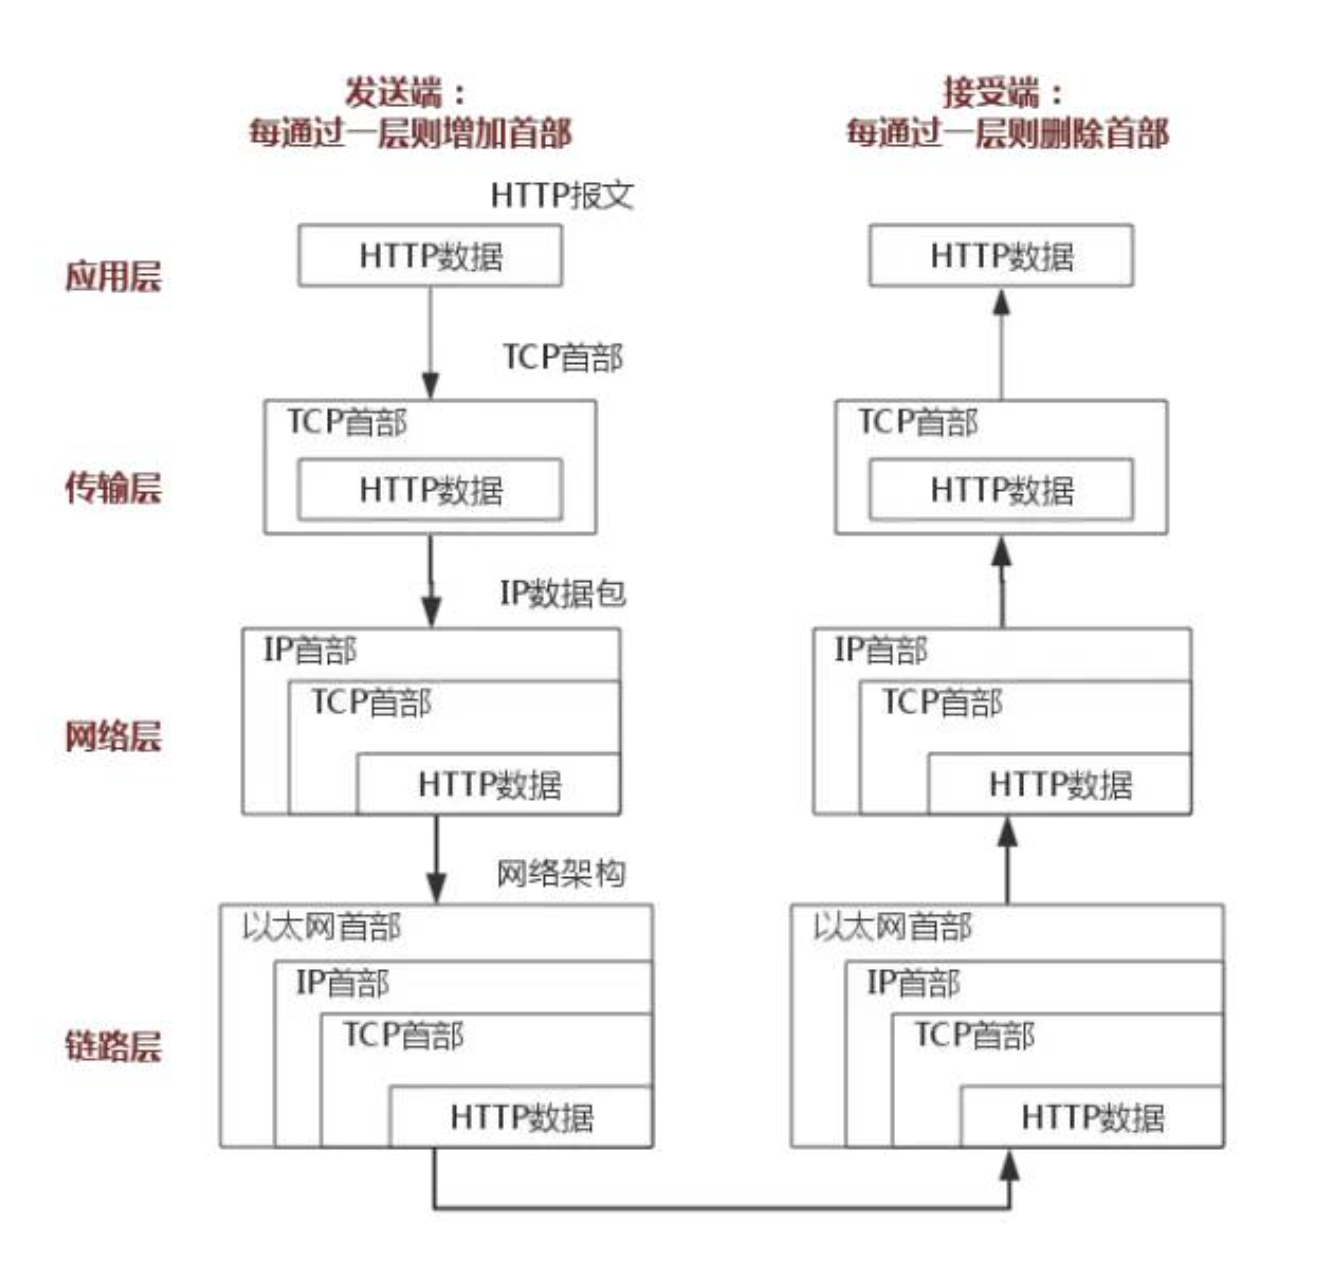 发送端：
每通过一层则增加首部
接受端：
每通过一层则删除首部
HTTP报文
应用层
HTTP数据
HTTP数据
TCP首部
传输层
TCP首部
HTTP数据
TCP首部
HTTP数据
IP数据包
网络层
IP首部
TCP首部
HTTP数据
IP首部
TCP首部
HTTP数据
网络架构
链路层
以太网首部
IP首部
TCP首部
HTTP数据
以太网首部
IP首部
TCP首部
HTTP数据